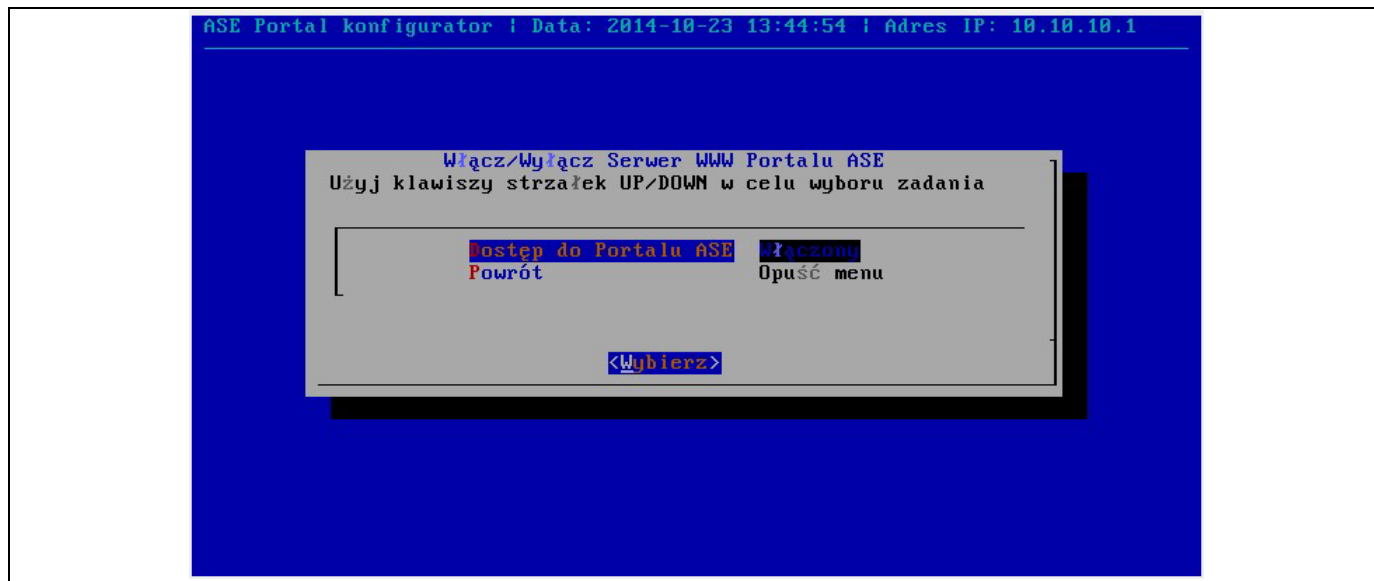 ASE Portal konfigurator | Data: 2014-10-23 13:44:54 | Adres IP: 10.10.10.1
Włącz/Wyłącz Serwer WWW Portalu ASE
Użyj klawiszy strzałek UP/DOWN w celu wyboru zadania
Dostęp do Portalu ASE Włączony
Powrót Opuść menu
<Wybierz>